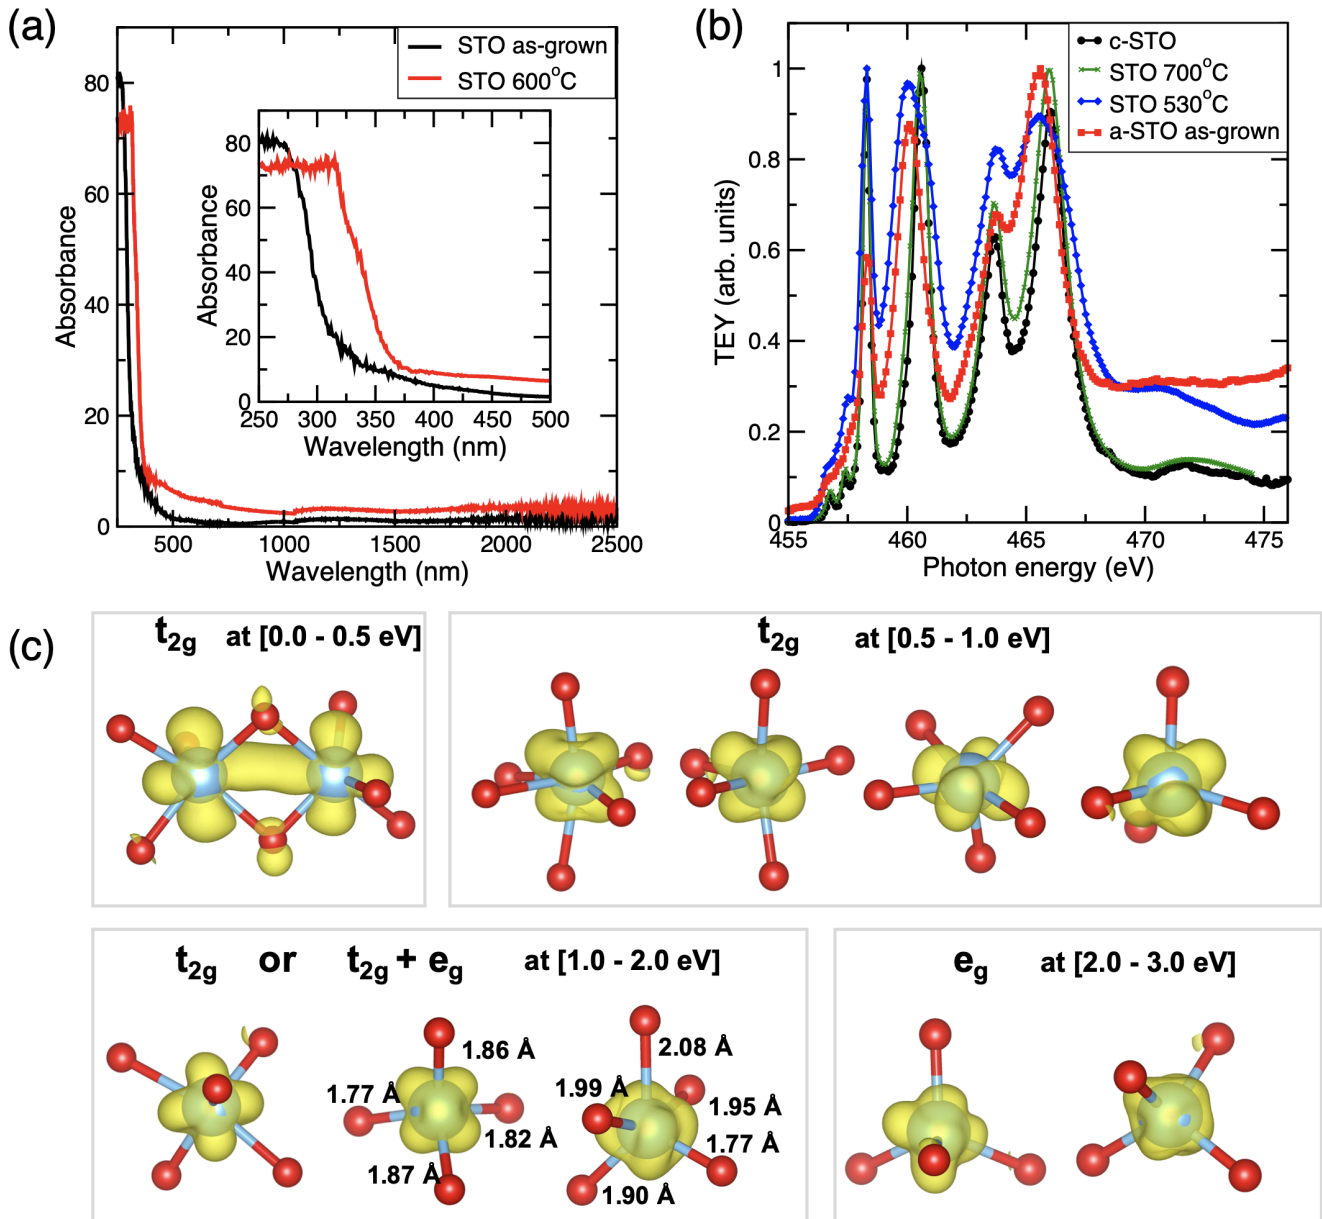 (a)
STO as-grown
STO 600°C
Absorbance
80
60
40
20
0
500
1000
1500
2000
2500
Wavelength (nm)
Absorbance
80
60
40
20
0
250
300
350
400
450
500
Wavelength (nm)
(b)
c-STO
STO 700°C
STO 530°C
a-STO as-grown
TEY (arb. units)
1
0.8
0.6
0.4
0.2
0
455
460
465
470
475
Photon energy (eV)
(c)
t2g at [0.0 - 0.5 eV]
t2g at [0.5 - 1.0 eV]
t2g or t2g + eg at [1.0 - 2.0 eV]
1.86 Å
1.77 Å
1.82 Å
1.87 Å
2.08 Å
1.99 Å
1.95 Å
1.77 Å
1.90 Å
eg at [2.0 - 3.0 eV]